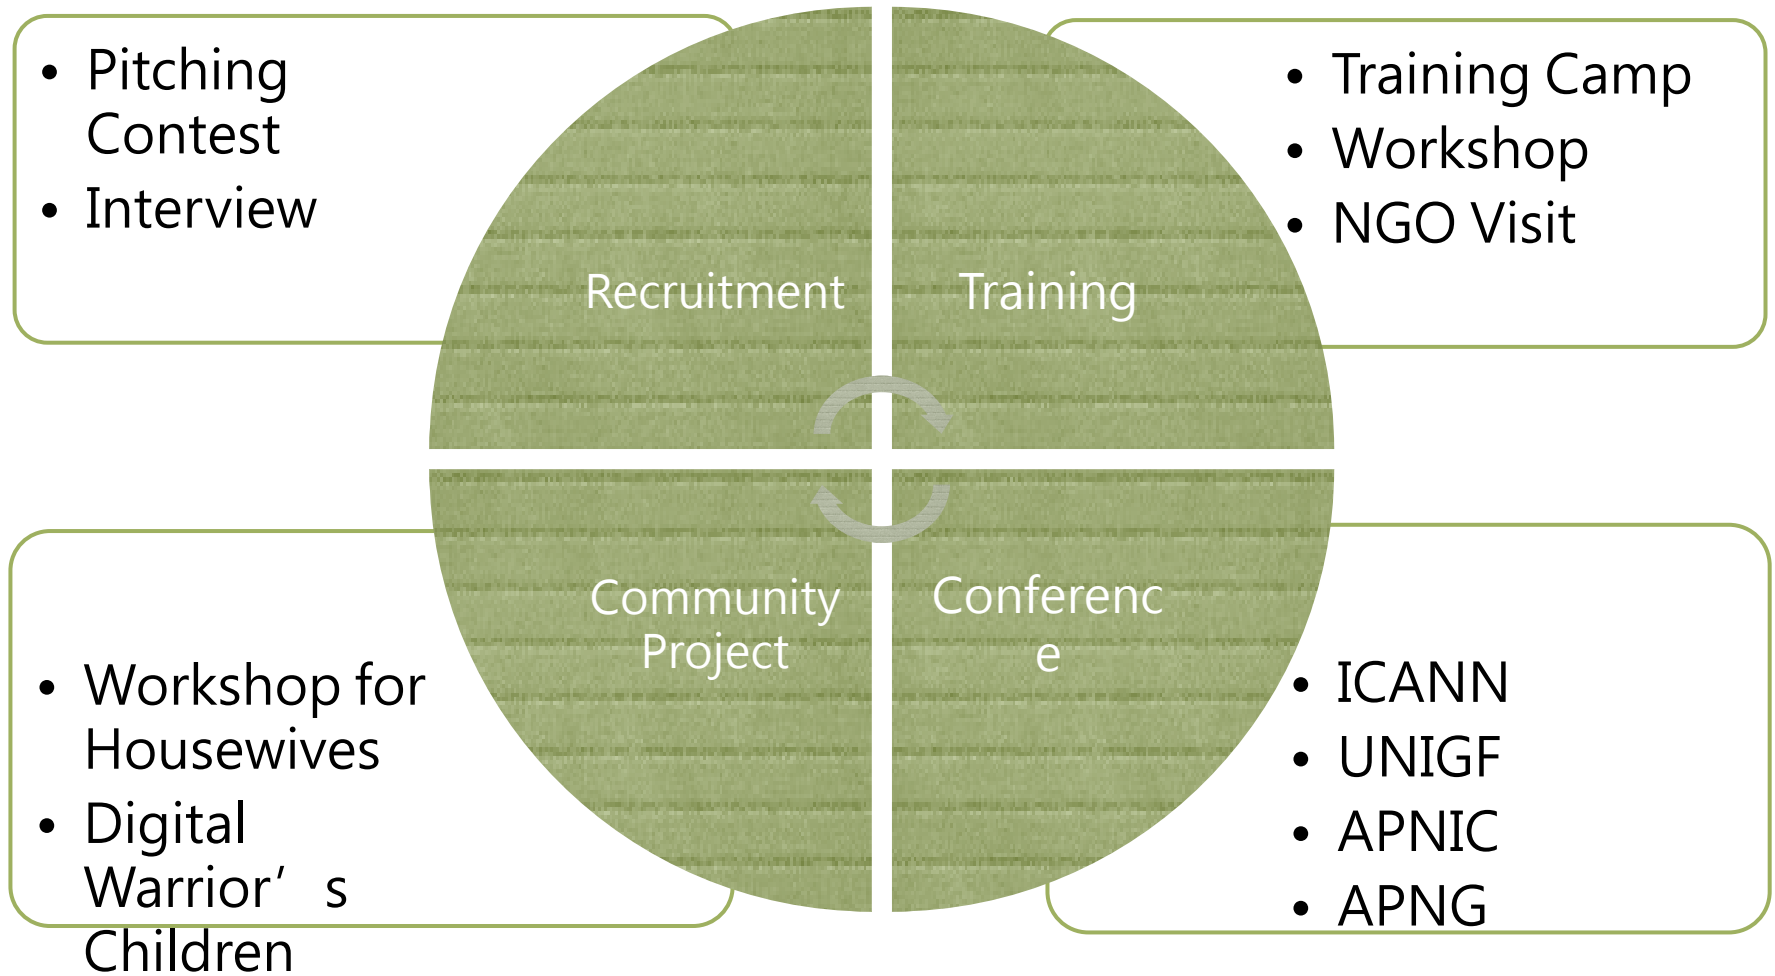 • Pitching
Contest
• Interview
Recruitment
Training
• Training Camp
• Workshop
• NGO Visit
Community
Project
• Workshop for
Housewives
• Digital
Warrior’s
Children
Conferenc
e
• ICANN
• UNIGF
• APNIC
• APNG